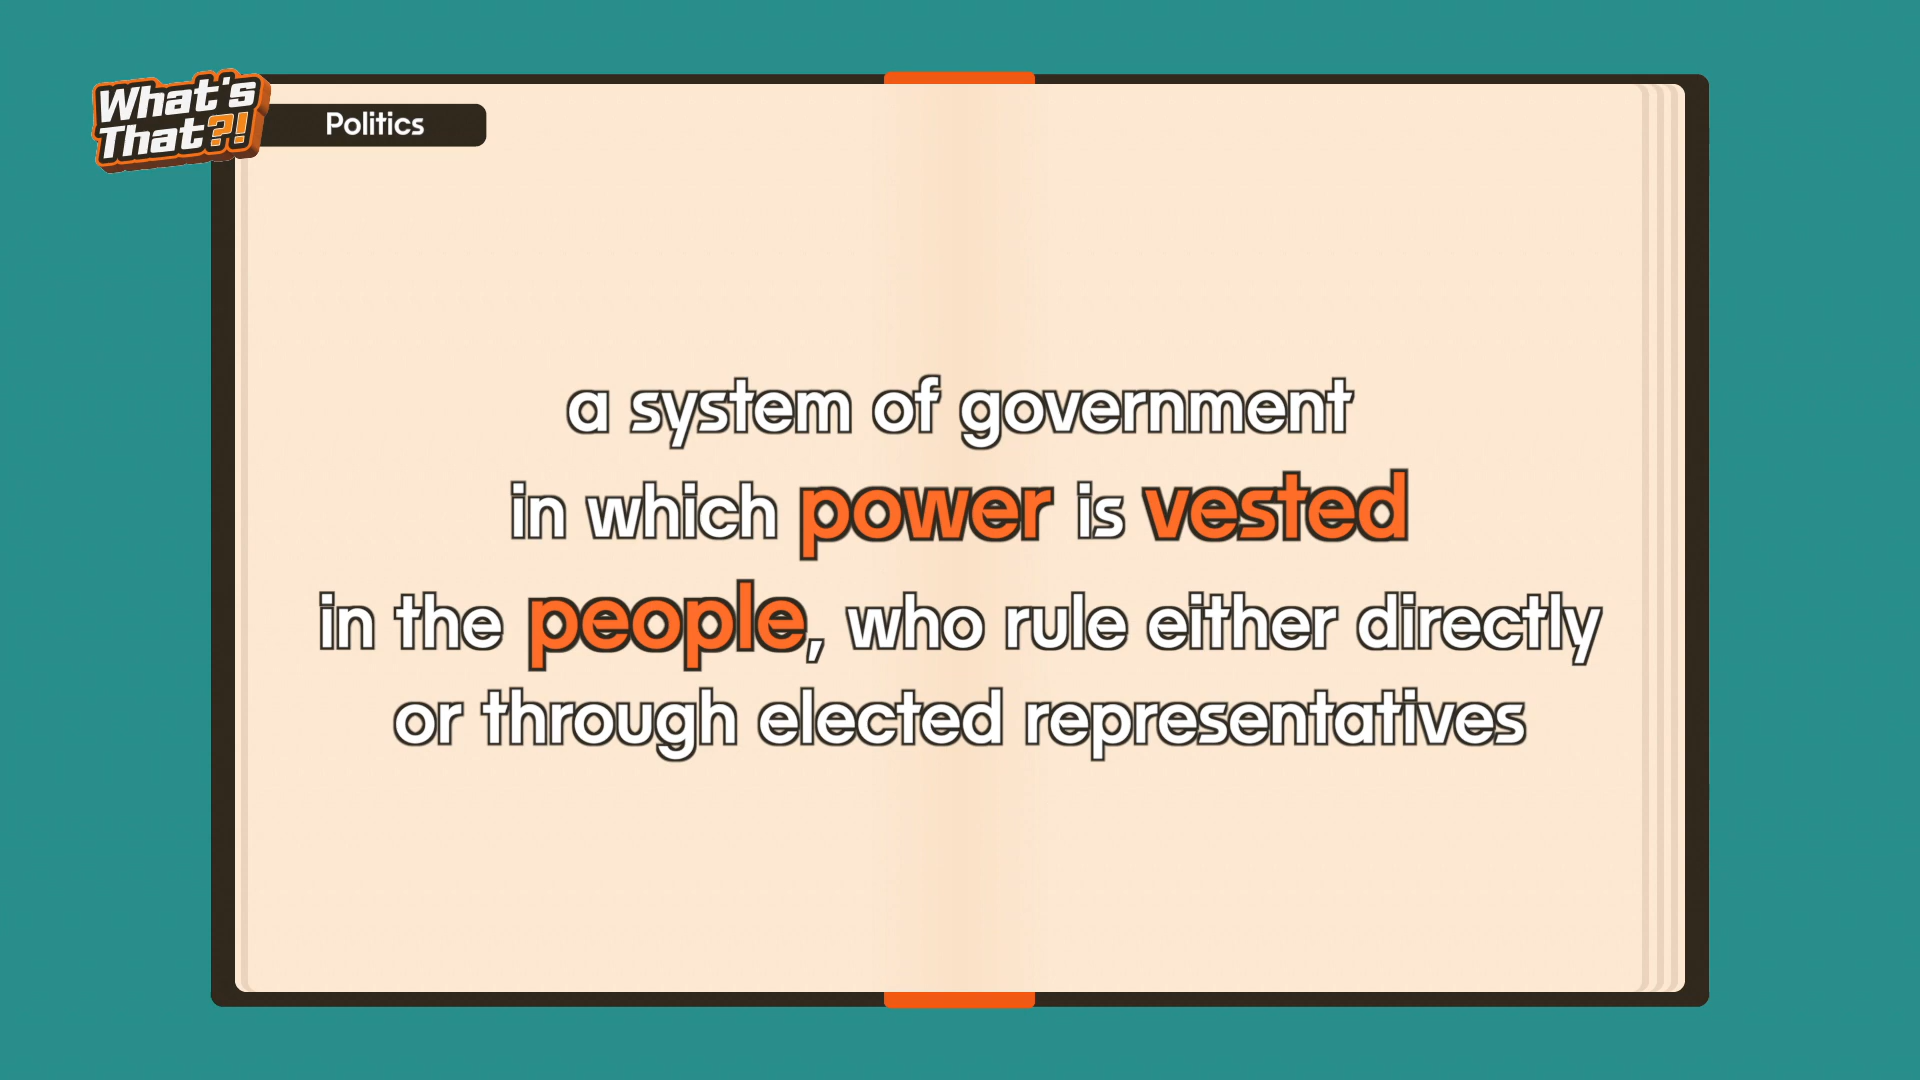 What's
That?!
Politics
a system of government
in which power is vested
in the people, who rule either directly
or through elected representatives